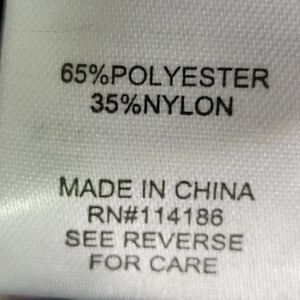 65%POLYESTER
35%NYLON
MADE IN CHINA
RN#114186
SEE REVERSE
FOR CARE